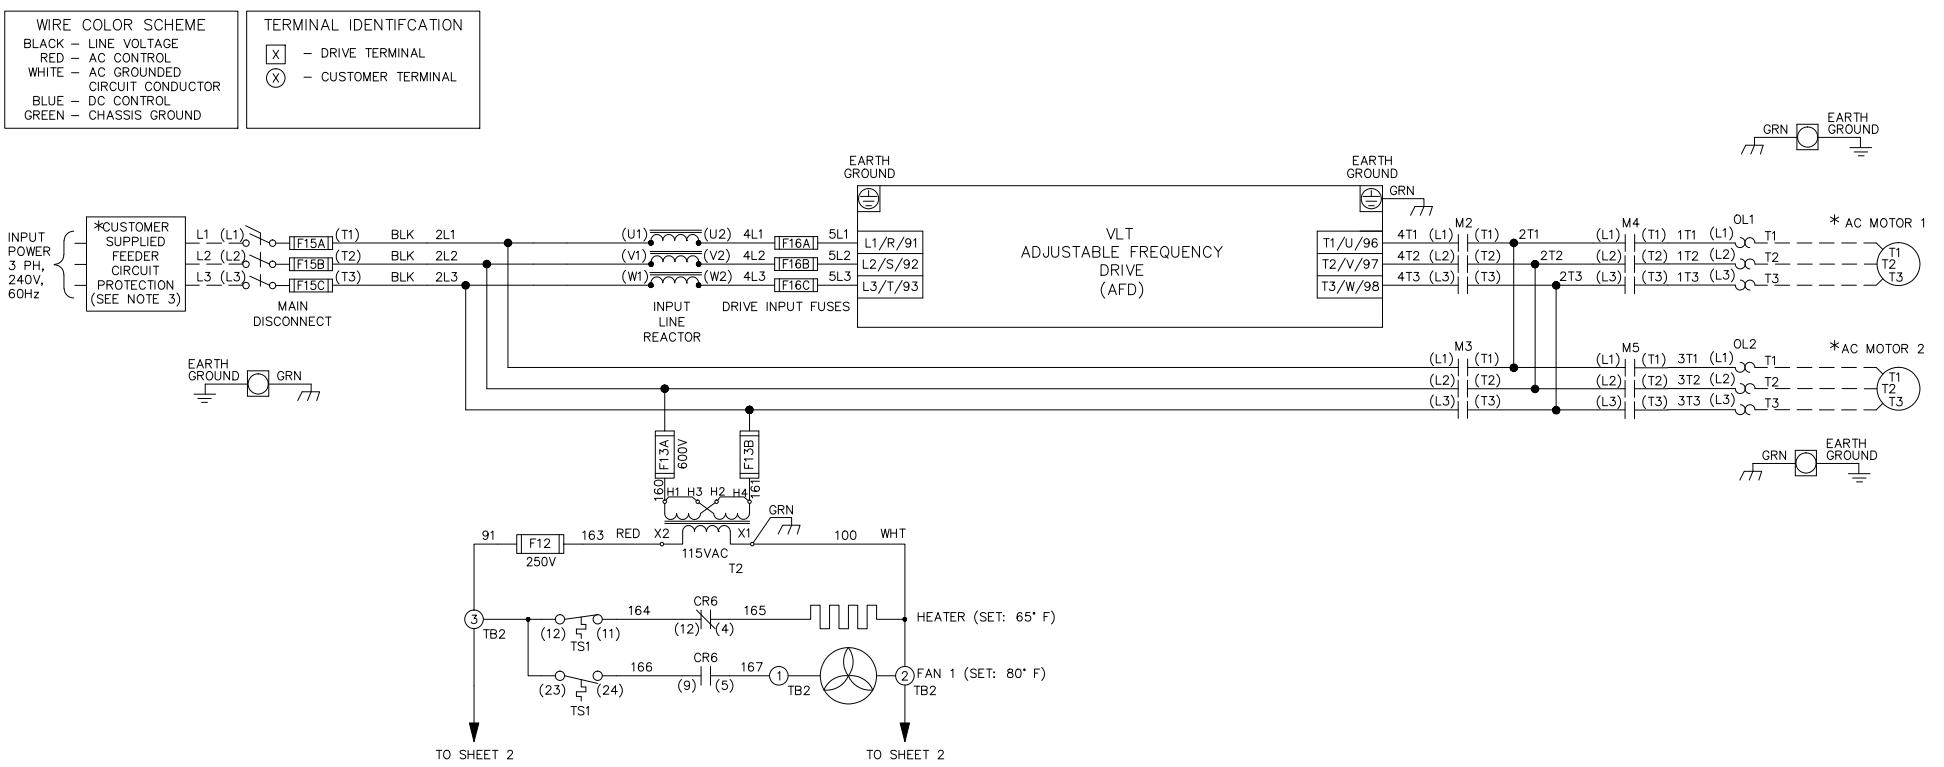 WIRE COLOR SCHEME
BLACK – LINE VOLTAGE
RED – AC CONTROL
WHITE – AC GROUNDED
CIRCUIT CONDUCTOR
BLUE – DC CONTROL
GREEN – CHASSIS GROUND
TERMINAL IDENTIFCATION
X – DRIVE TERMINAL
X – CUSTOMER TERMINAL
GRN
EARTH
GROUND
EARTH
GROUND
EARTH
GROUND
GRN
INPUT
POWER
3 PH,
240V,
60Hz
*CUSTOMER
SUPPLIED
FEEDER
CIRCUIT
PROTECTION
(SEE NOTE 3)
L1 (L1) F15A (T1) BLK 2L1 (U1) (U2) 4L1 F16A 5L1 L1/R/91
L2 (L2) F15B (T2) BLK 2L2 (V1) (V2) 4L2 F16B 5L2 L2/S/92
L3 (L3) F15C (T3) BLK 2L3 (W1) (W2) 4L3 F16C 5L3 L3/T/93
MAIN
DISCONNECT
INPUT
LINE
REACTOR
DRIVE INPUT FUSES
VLT
ADJUSTABLE FREQUENCY
DRIVE
(AFD)
M2 M4 OL1 * AC MOTOR 1
T1/U/96 4T1 (L1) (T1) 2T1 (L1) (T1) 1T1 (L1) T1 T1
T2/V/97 4T2 (L2) (T2) 2T2 (L2) (T2) 1T2 (L2) T2 T2
T3/W/98 4T3 (L3) (T3) 2T3 (L3) (T3) 1T3 (L3) T3 T3
M3 M5 OL2 *AC MOTOR 2
(L1) (T1) (L1) (T1) 3T1 (L1) T1 T1
(L2) (T2) (L2) (T2) 3T2 (L2) T2 T2
(L3) (T3) (L3) (T3) 3T3 (L3) T3 T3
EARTH
GROUND
GRN
GRN
EARTH
GROUND
F13A
600V
F13B
160
161
H1 H3 H2 H4
GRN
91 F12 163 RED X2 X1 100 WHT
250V
115VAC
T2
3
TB2
(12) (11)
TS1
164
CR6
(12) (4)
165
HEATER (SET: 65° F)
(23) (24)
TS1
166
CR6
(9) (5)
167
1
TB2
2
TB2
FAN 1 (SET: 80° F)
TO SHEET 2
TO SHEET 2